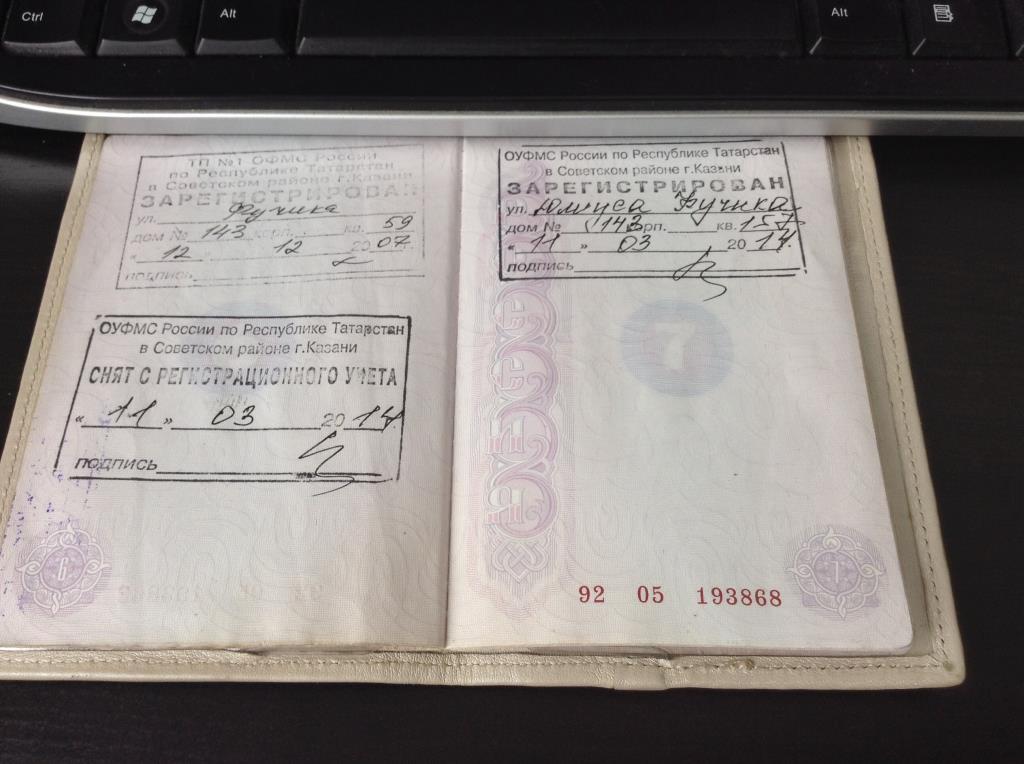 Ctrl
Alt
Alt
ТП №1 ОФМС России
по Республике Татарстан
в Советском районе г.Казани
ЗАРЕГИСТРИРОВАН
ул. Фучика
дом № 143 корп. кв. 59
« 12 » 12 2007
подпись
ОУФМС России по Республике Татарстан
в Советском районе г.Казани
СНЯТ С РЕГИСТРАЦИОННОГО УЧЕТА
« 11 » 03 2014
подпись
6
ОУФМС России по Республике Татарстан
в Советском районе г.Казани
ЗАРЕГИСТРИРОВАН
ул. Юлиуса Фучика
дом № 143 корп. кв. 157
« 11 » 03 2014
подпись
7
92 05 193868
7